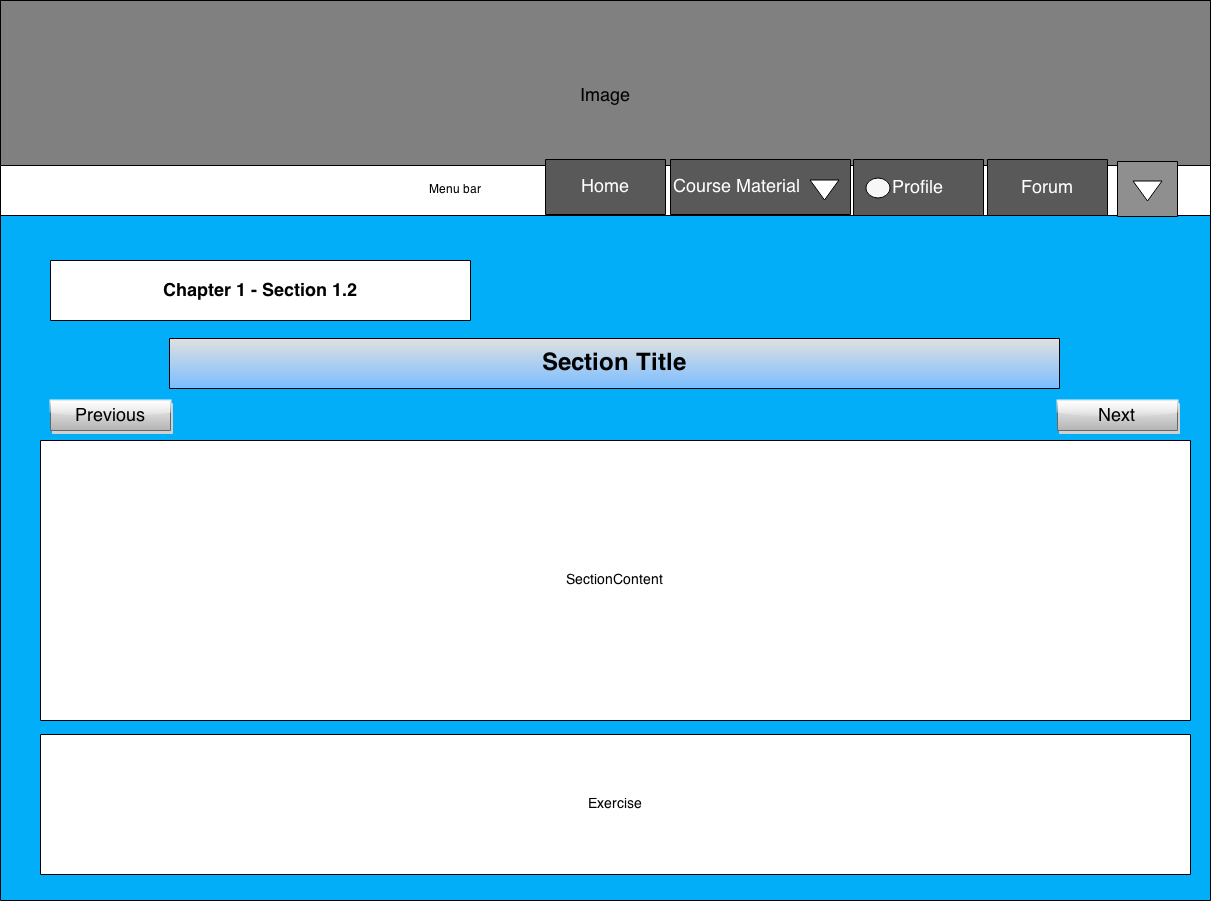 Image
Menu bar
Home
Course Material
Profile
Forum
Chapter 1 - Section 1.2
Section Title
Previous
Next
SectionContent
Exercise